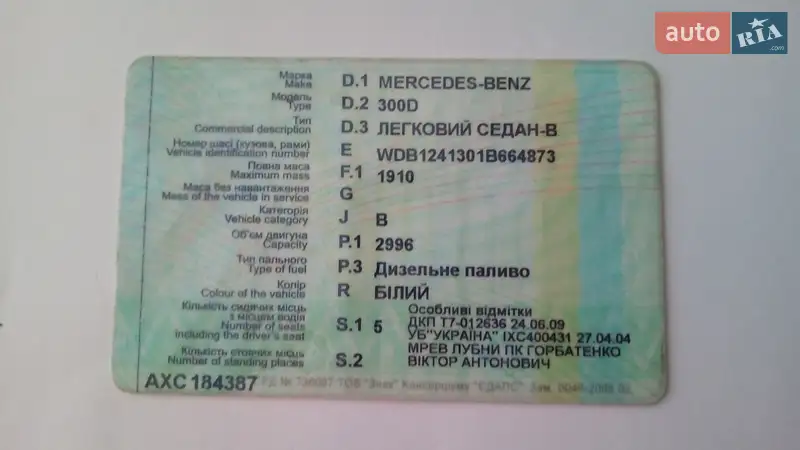 auto RIA.com
Марка D.1 MERCEDES-BENZ
Make
Модель D.2 300D
Type
Тип D.3 ЛЕГКОВИЙ СЕДАН-В
Commercial description
Номер шасі (кузова, рами) E WDB1241301B664873
Vehicle identification number
Повна маса F.1 1910
Maximum mass
Маса без навантаження G
Mass of the vehicle in service
Категорія J B
Vehicle category
Об'єм двигуна P.1 2996
Capacity
Тип пального P.3 Дизельне паливо
Type of fuel
Колір R БІЛИЙ
Colour of the vehicle
Кількість сидячих місць Особливі відмітки
з місцем водія S.1 5 ДКП Т7-012636 24.06.09
Number of seats УБ"УКРАЇНА" ІХС400431 27.04.04
including the driver's seat МРЕВ ЛУБНИ ПК ГОРБАТЕНКО
Кількість стоячих місць S.2 ВІКТОР АНТОНОВИЧ
Number of standing places
АХС 184387